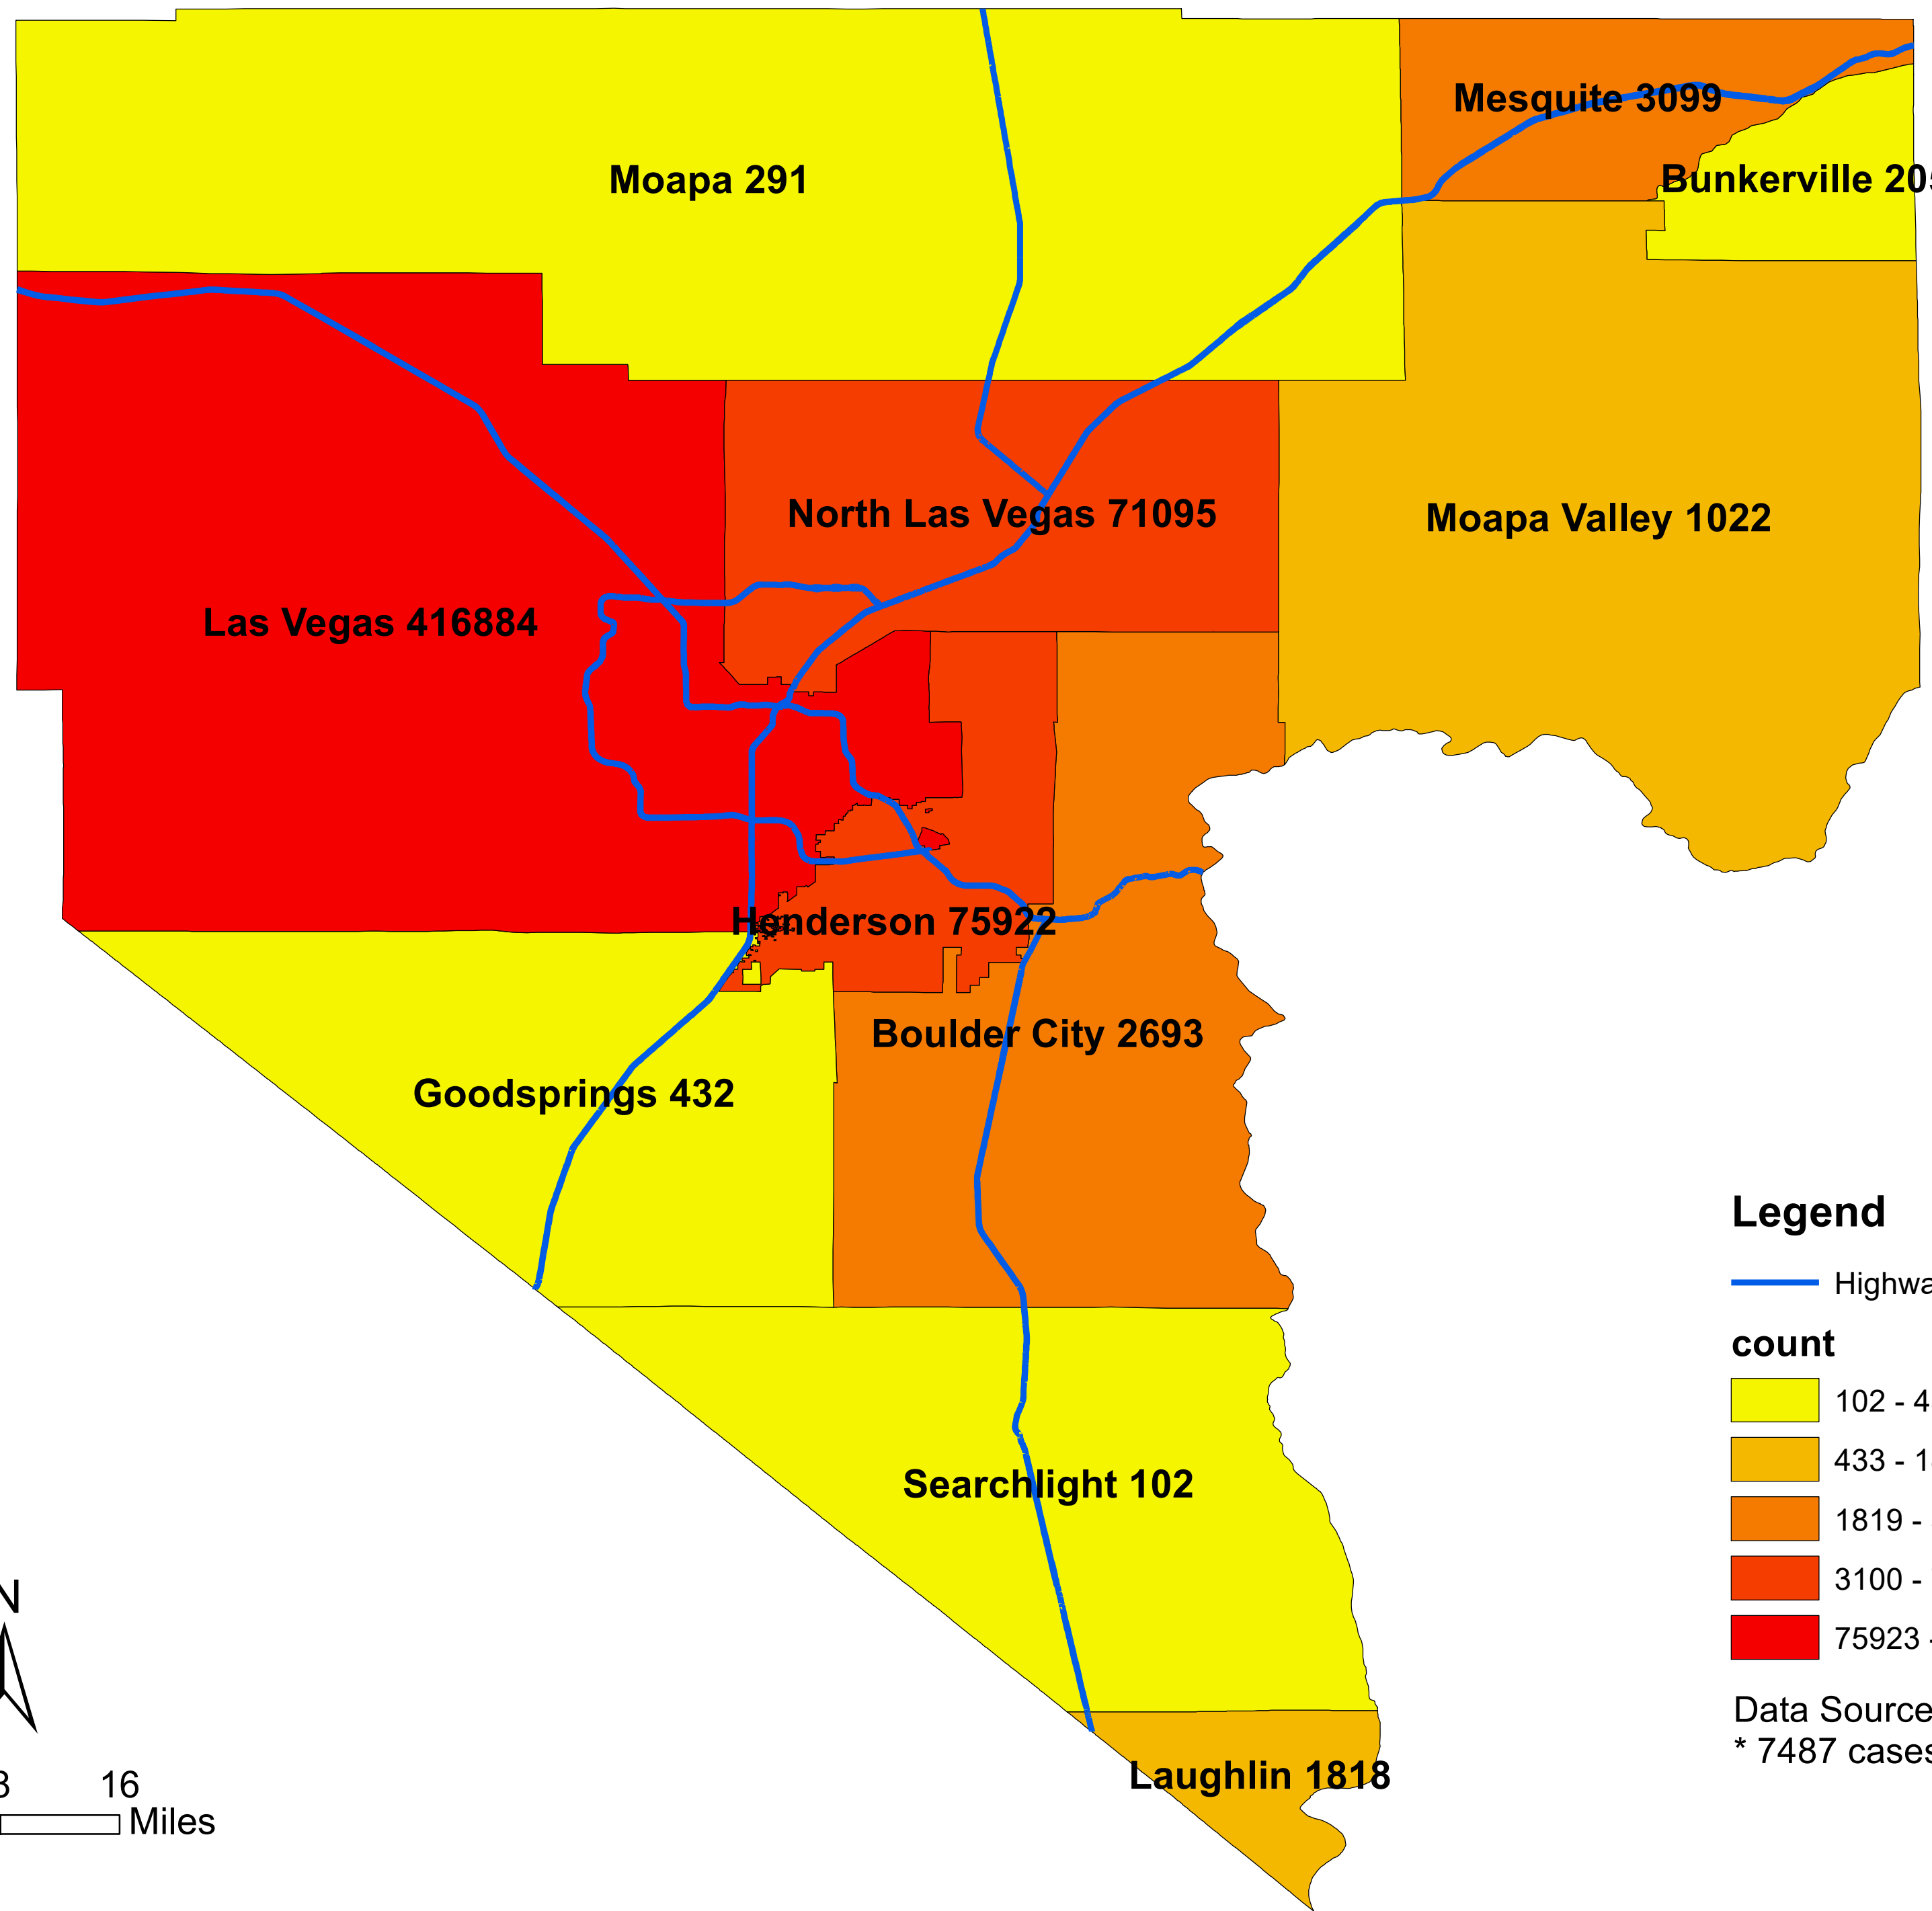 Mesquite 3099
Moapa 291
Bunkerville 205
North Las Vegas 71095
Moapa Valley 1022
Las Vegas 416884
Henderson 75922
Boulder City 2693
Goodsprings 432
Legend
count
102 - 4
433 - 1
1819 -
Searchlight 102
3100 -
N
75923 -
Data Source
* 7487 cases
Laughlin 1818
16
Miles